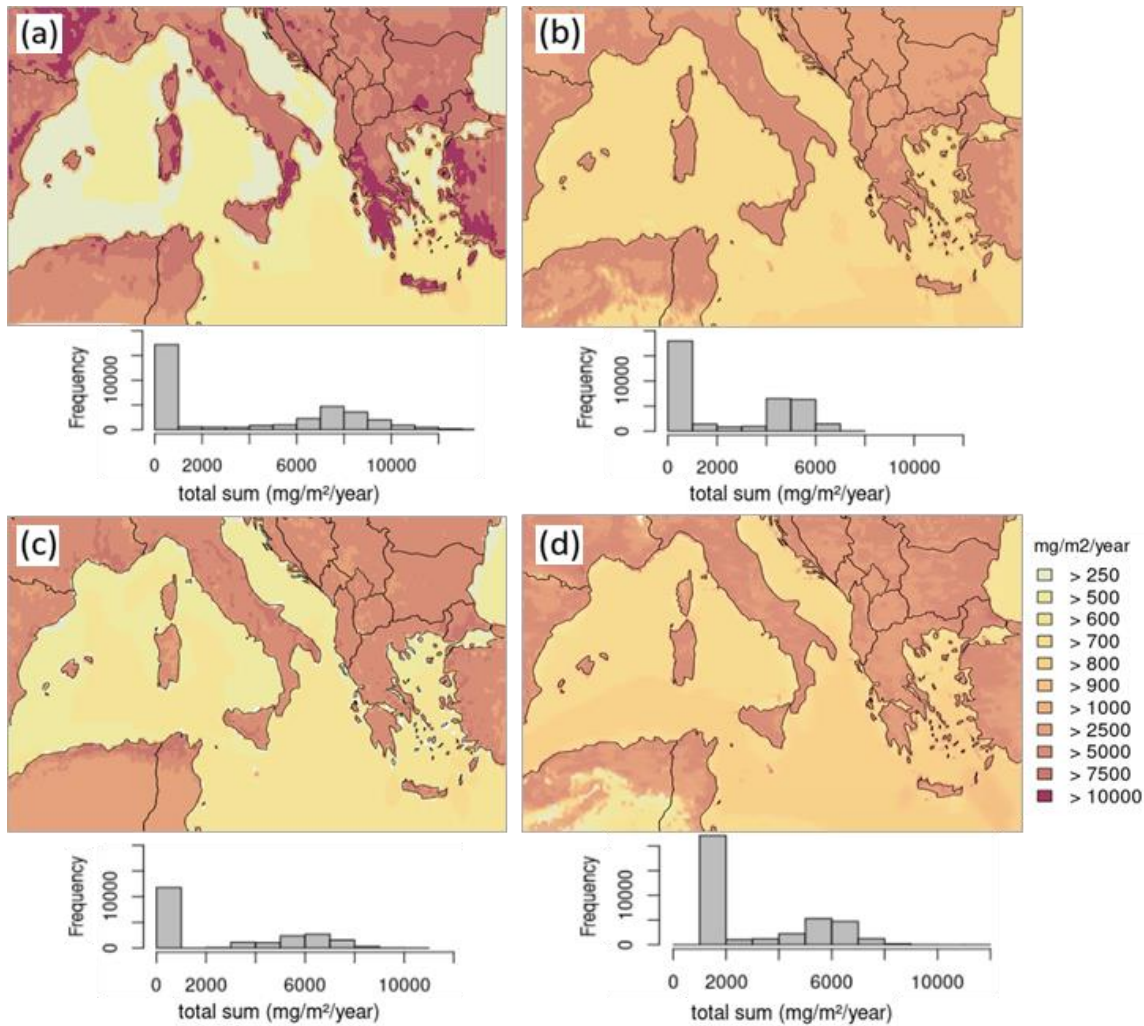 (a)
(b)
Frequency
0 10000
0 2000 6000 10000
total sum (mg/m²/year)
Frequency
0 10000
0 2000 6000 10000
total sum (mg/m²/year)
(c)
(d)
mg/m2/year
> 250
> 500
> 600
> 700
> 800
> 900
> 1000
> 2500
> 5000
> 7500
> 10000
Frequency
0 10000
0 2000 6000 10000
total sum (mg/m²/year)
Frequency
0 10000
0 2000 6000 10000
total sum (mg/m²/year)